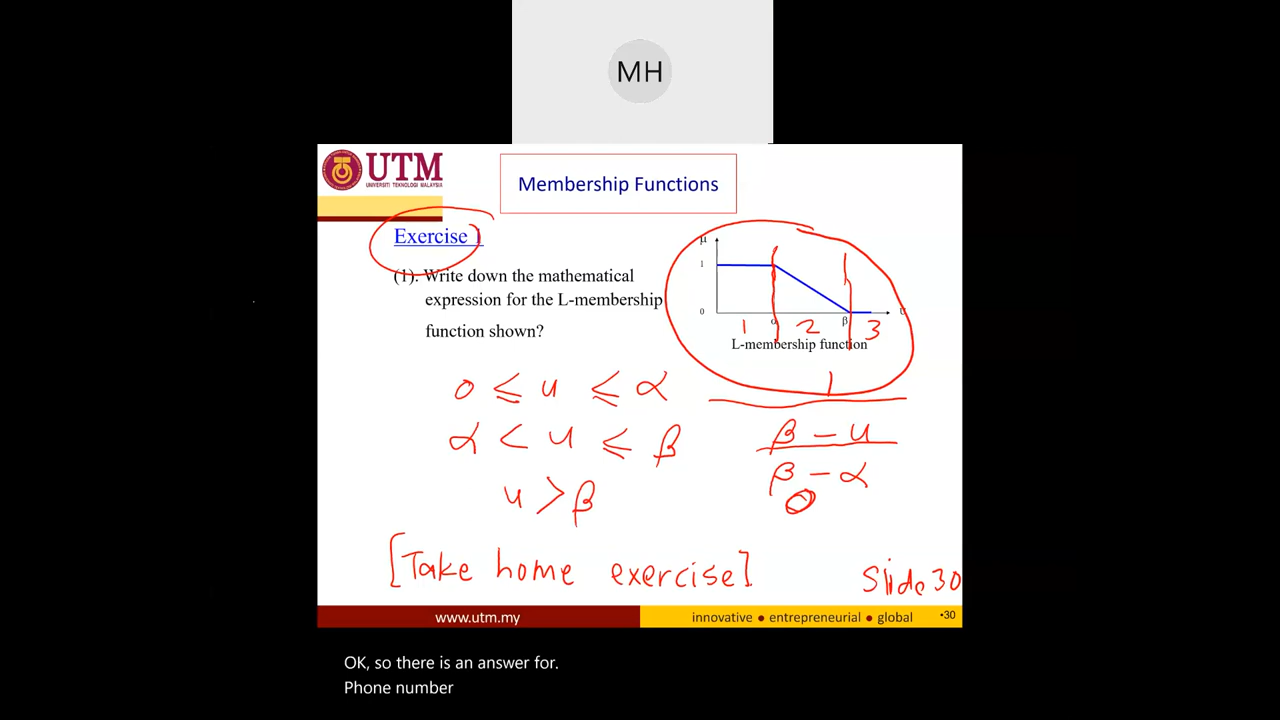 MH
UTM
UNIVERSITI TEKNOLOGI MALAYSIA
Membership Functions
Exercise 1
(1). Write down the mathematical
expression for the L-membership
function shown?
μ
1
0
α
β
U
1 2 3
L-membership function
0 ≤ u ≤ α 1
α < u ≤ β β - u
β - α
u > β 0
[Take home exercise]
Slide 30
www.utm.my
innovative ● entrepreneurial ● global
•30
OK, so there is an answer for.
Phone number